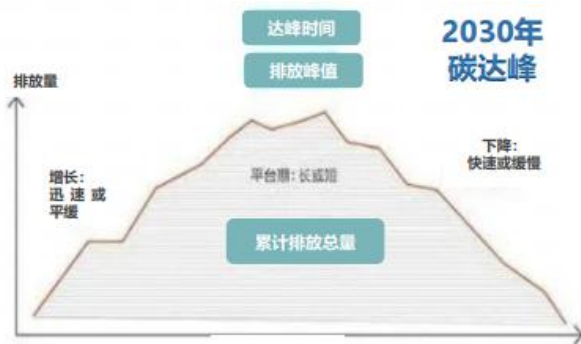 达峰时间
2030年
碳达峰
排放峰值
排放量
增长：
迅速或
平缓
平台期：长或短
下降：
快速或缓慢
累计排放总量